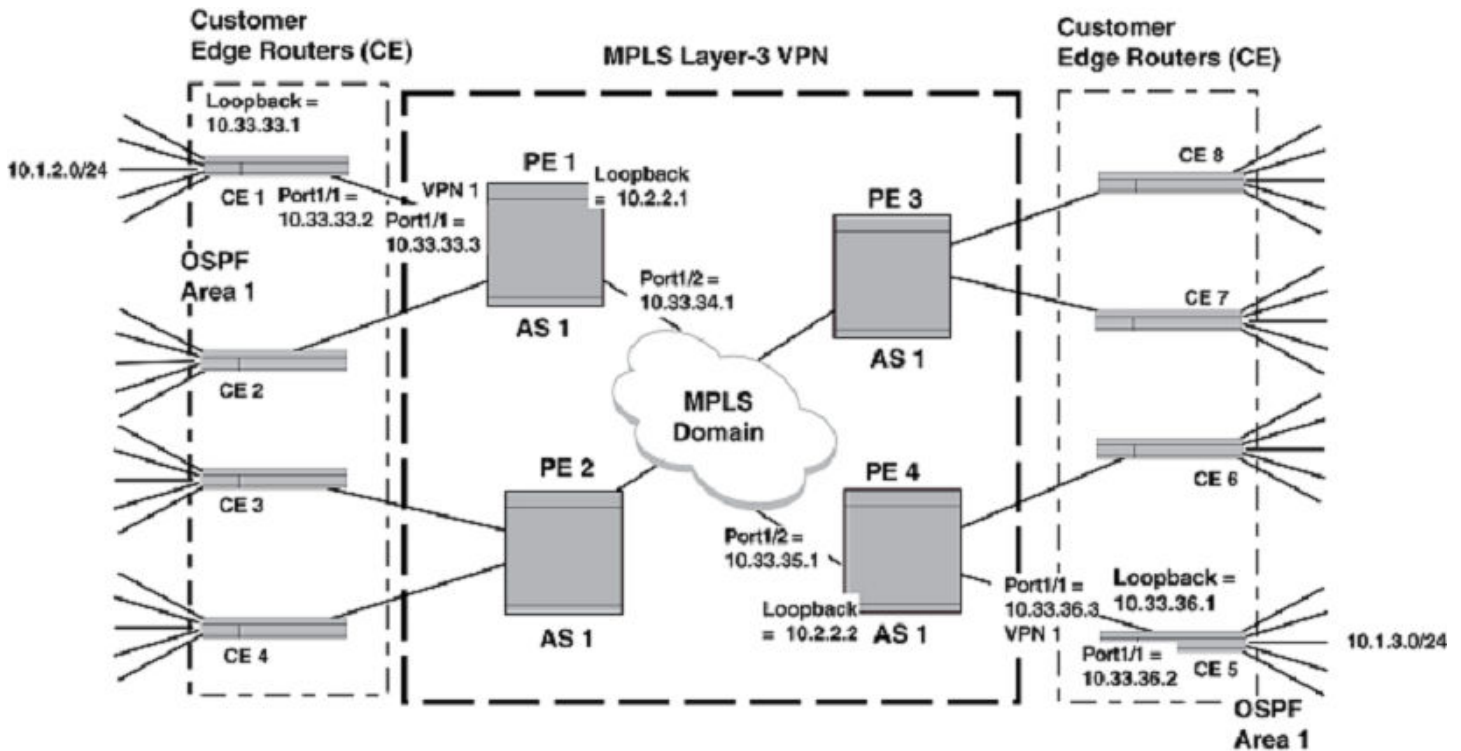 Customer
Edge Routers (CE)
MPLS Layer-3 VPN
Customer
Edge Routers (CE)
Loopback =
10.33.33.1
10.1.2.0/24
CE 1
Port1/1 =
10.33.33.2
VPN 1
Port1/1 =
10.33.33.3
PE 1
Loopback
= 10.2.2.1
AS 1
Port1/2 =
10.33.34.1
OSPF
Area 1
CE 2
CE 3
CE 4
PE 2
AS 1
MPLS
Domain
PE 3
AS 1
CE 8
CE 7
CE 6
PE 4
Port1/2 =
10.33.35.1
Loopback
= 10.2.2.2
AS 1
Port1/1 =
10.33.36.3
VPN 1
Loopback =
10.33.36.1
Port1/1 =
10.33.36.2
CE 5
10.1.3.0/24
OSPF
Area 1